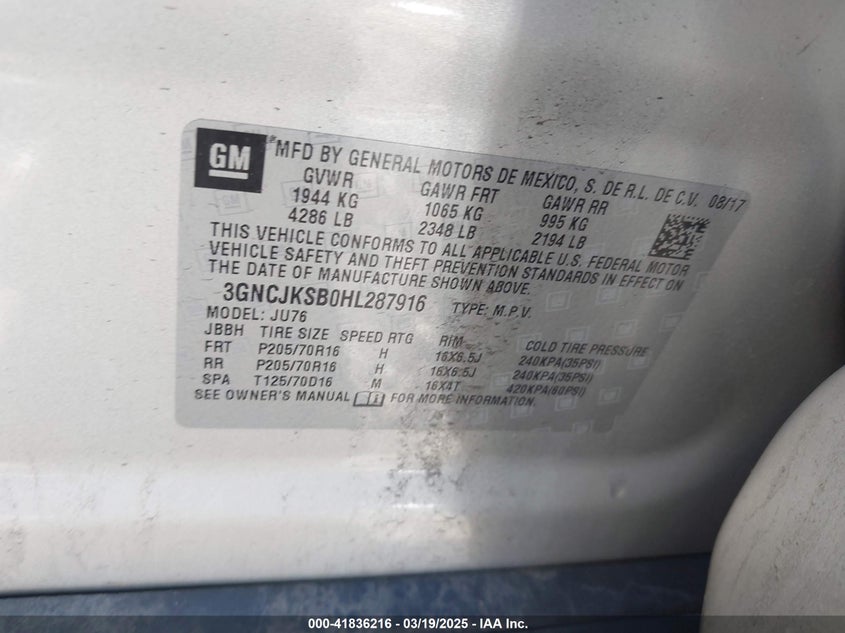 GM *MFD BY GENERAL MOTORS DE MEXICO, S. DE R.L. DE C.V. 08/17
GVWR GAWR FRT GAWR RR
1944 KG 1065 KG 995 KG
4286 LB 2348 LB 2194 LB
THIS VEHICLE CONFORMS TO ALL APPLICABLE U.S. FEDERAL MOTOR
VEHICLE SAFETY AND THEFT PREVENTION STANDARDS IN EFFECT ON
THE DATE OF MANUFACTURE SHOWN ABOVE.
3GNCJKSB0HL287916 TYPE: M.P.V.
MODEL: JU76
JBBH TIRE SIZE SPEED RTG RIM COLD TIRE PRESSURE
FRT P205/70R16 H 16X6.5J 240KPA(35PSI)
RR P205/70R16 H 16X6.5J 240KPA(35PSI)
SPA T125/70D16 M 16X4T 420KPA(60PSI)
SEE OWNER'S MANUAL FOR MORE INFORMATION.
000-41836216 - 03/19/2025 - IAA Inc.